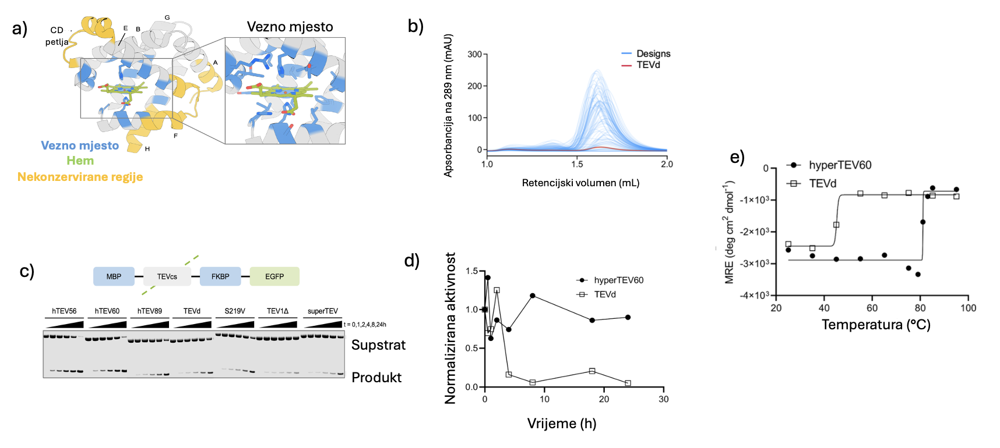 a)
CD
petlja
E
B
G
A
F
H
Vezno mjesto
Vezno mjesto
Hem
Nekonzervirane regije
b)
Apsorbancija na 289 nm (mAU)
300
200
100
0
1.0
1.5
2.0
Retencijski volumen (mL)
Designs
TEVd
c)
MBP
TEVcs
FKBP
EGFP
hTEV56
hTEV60
hTEV89
TEVd
S219V
TEV1Δ
superTEV
t = 0,1,2,4,8,24h
Supstrat
Produkt
d)
Normalizirana aktivnost
1.5
1.0
0.5
0.0
0
10
20
30
Vrijeme (h)
hyperTEV60
TEVd
e)
hyperTEV60
TEVd
MRE (deg cm² dmol⁻¹)
0
-1×10³
-2×10³
-3×10³
-4×10³
20
40
60
80
100
Temperatura (°C)